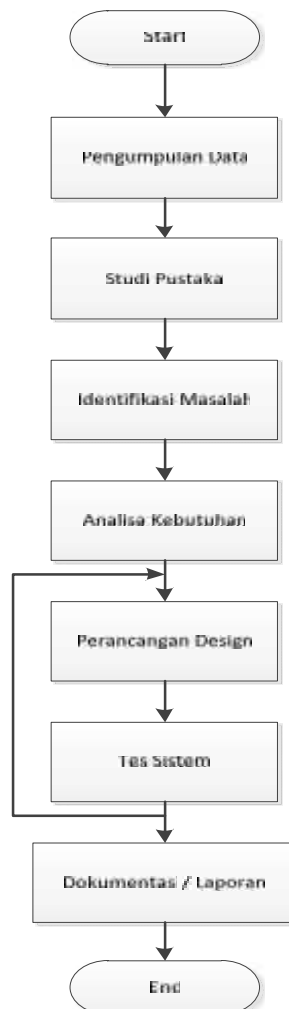 Start
Pengumpulan Data
Studi Pustaka
Identifikasi Masalah
Analisa Kebutuhan
Perancangan Design
Tes Sistem
Dokumentasi / Laporan
End